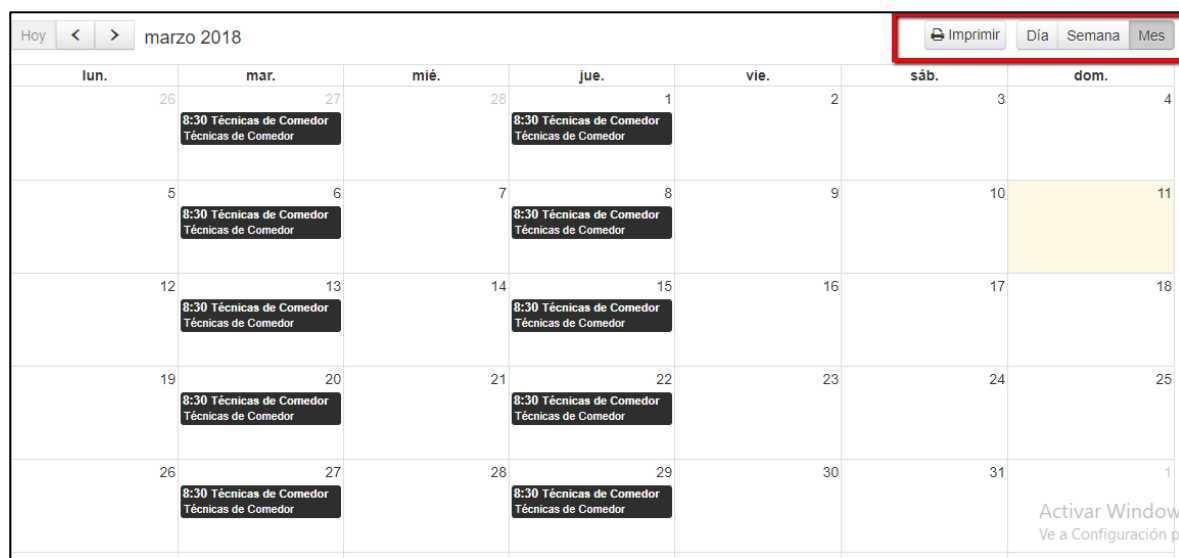 Hoy < > marzo 2018 Imprimir Día Semana Mes
lun. mar. mié. jue. vie. sáb. dom.
26 27 28 1 2 3 4
8:30 Técnicas de Comedor 8:30 Técnicas de Comedor
Técnicas de Comedor Técnicas de Comedor
5 6 7 8 9 10 11
8:30 Técnicas de Comedor 8:30 Técnicas de Comedor
Técnicas de Comedor Técnicas de Comedor
12 13 14 15 16 17 18
8:30 Técnicas de Comedor 8:30 Técnicas de Comedor
Técnicas de Comedor Técnicas de Comedor
19 20 21 22 23 24 25
8:30 Técnicas de Comedor 8:30 Técnicas de Comedor
Técnicas de Comedor Técnicas de Comedor
26 27 28 29 30 31 1
8:30 Técnicas de Comedor 8:30 Técnicas de Comedor
Técnicas de Comedor Técnicas de Comedor
Activar Window
Ve a Configuración p